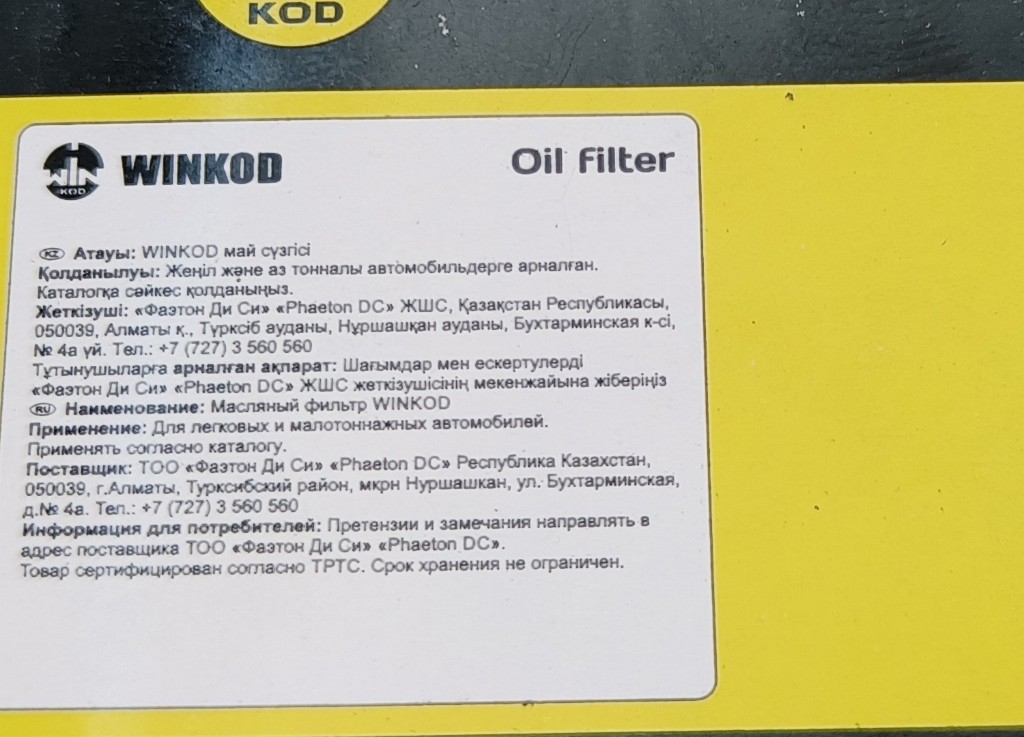 KOD
WIN
KOD
WINKOD
Oil Filter
KZ Атауы: WINKOD май сүзгісі
Қолданылуы: Жеңіл және аз тонналы автомобильдерге арналған.
Каталогқа сәйкес қолданыңыз.
Жеткізуші: «Фаэтон Ди Си» «Phaeton DC» ЖШС, Қазақстан Республикасы,
050039, Алматы қ., Түрксіб ауданы, Нұршашқан ауданы, Бухтарминская к-сі,
№ 4а үй. Тел.: +7 (727) 3 560 560
Тұтынушыларға арналған ақпарат: Шағымдар мен ескертулерді
«Фаэтон Ди Си» «Phaeton DC» ЖШС жеткізушісінің мекенжайына жіберіңіз
RU Наименование: Масляный фильтр WINKOD
Применение: Для легковых и малотоннажных автомобилей.
Применять согласно каталогу.
Поставщик: ТОО «Фаэтон Ди Си» «Phaeton DC» Республика Казахстан,
050039, г.Алматы, Турксибский район, мкрн Нуршашкан, ул. Бухтарминская,
д.№ 4а. Тел.: +7 (727) 3 560 560
Информация для потребителей: Претензии и замечания направлять в
адрес поставщика ТОО «Фаэтон Ди Си» «Phaeton DC».
Товар сертифицирован согласно ТРТС. Срок хранения не ограничен.